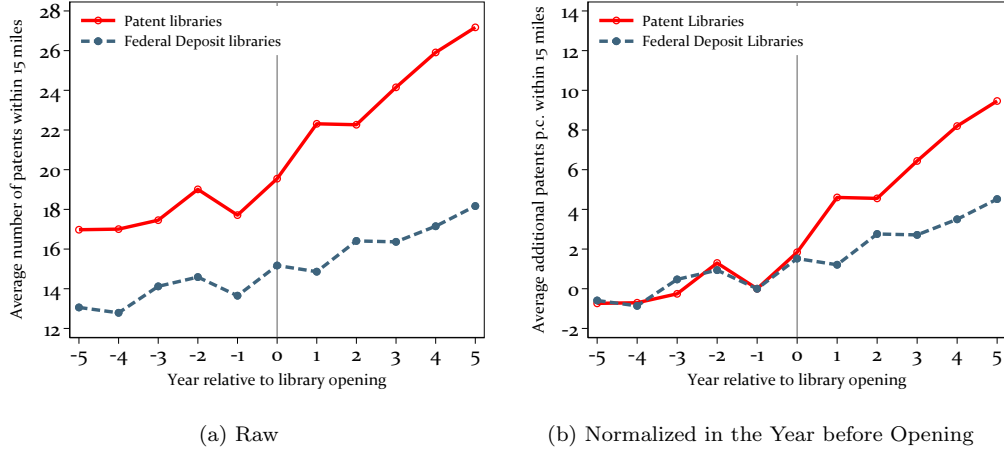 Patent libraries
Federal Deposit libraries
Average number of patents within 15 miles
28
26
24
22
20
18
16
14
12
-5 -4 -3 -2 -1 0 1 2 3 4 5
Year relative to library opening
(a) Raw
Patent Libraries
Federal Deposit Libraries
Average additional patents p.c. within 15 miles
14
12
10
8
6
4
2
0
-2
-5 -4 -3 -2 -1 0 1 2 3 4 5
Year relative to library opening
(b) Normalized in the Year before Opening